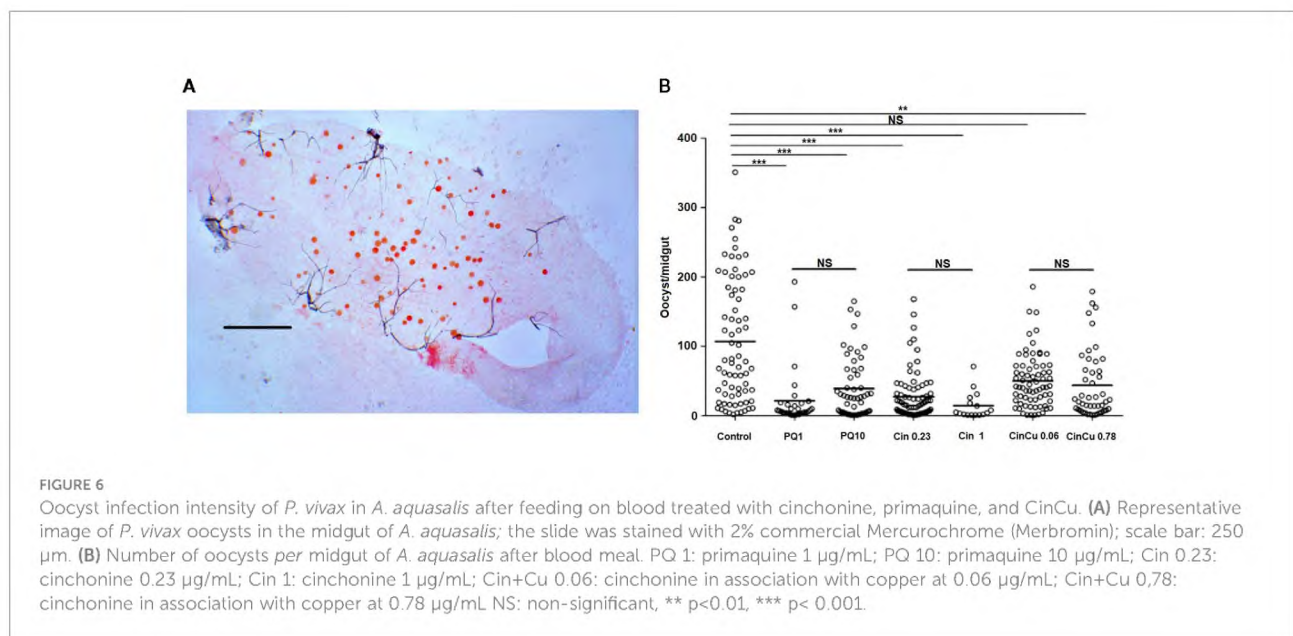 A
B
**
NS
***
***
***
400
300
200
100
0
Oocyst/midgut
NS
NS
NS
Control PQ1 PQ10 Cin 0.23 Cin 1 CinCu 0.06 CinCu 0.78
FIGURE 6
Oocyst infection intensity of P. vivax in A. aquasalis after feeding on blood treated with cinchonine, primaquine, and CinCu. (A) Representative
image of P. vivax oocysts in the midgut of A. aquasalis; the slide was stained with 2% commercial Mercurochrome (Merbromin); scale bar: 250
µm. (B) Number of oocysts per midgut of A. aquasalis after blood meal. PQ 1: primaquine 1 µg/mL; PQ 10: primaquine 10 µg/mL; Cin 0.23:
cinchonine 0.23 µg/mL; Cin 1: cinchonine 1 µg/mL; Cin+Cu 0.06: cinchonine in association with copper at 0.06 µg/mL; Cin+Cu 0,78:
cinchonine in association with copper at 0.78 µg/mL NS: non-significant, ** p<0.01, *** p< 0.001.